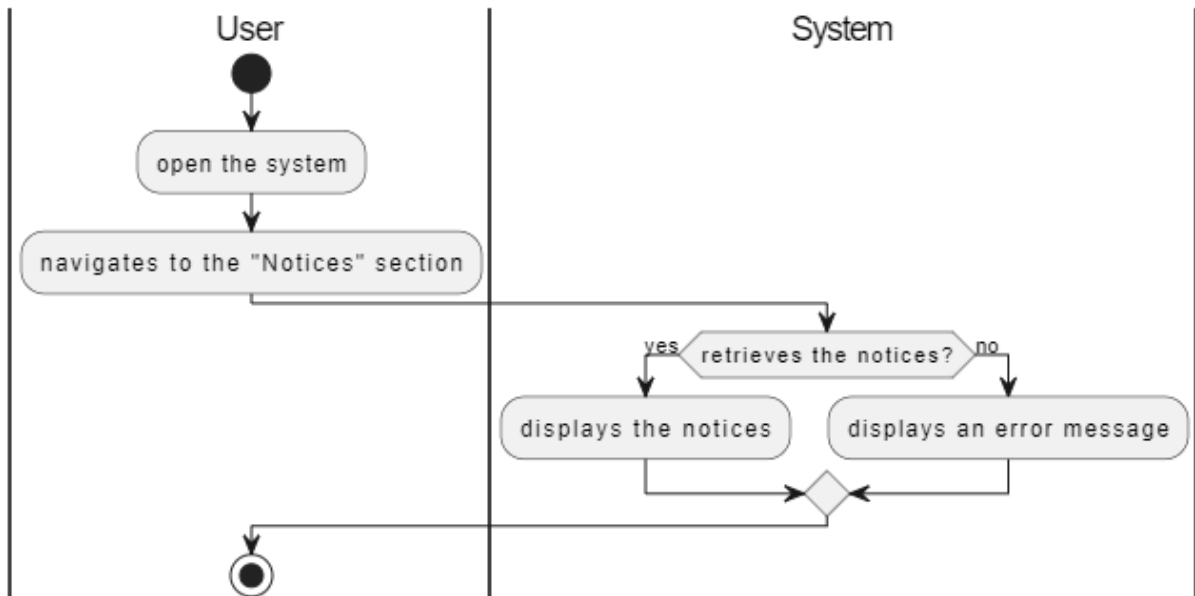 User
System
open the system
navigates to the "Notices" section
yes
retrieves the notices?
no
displays the notices
displays an error message